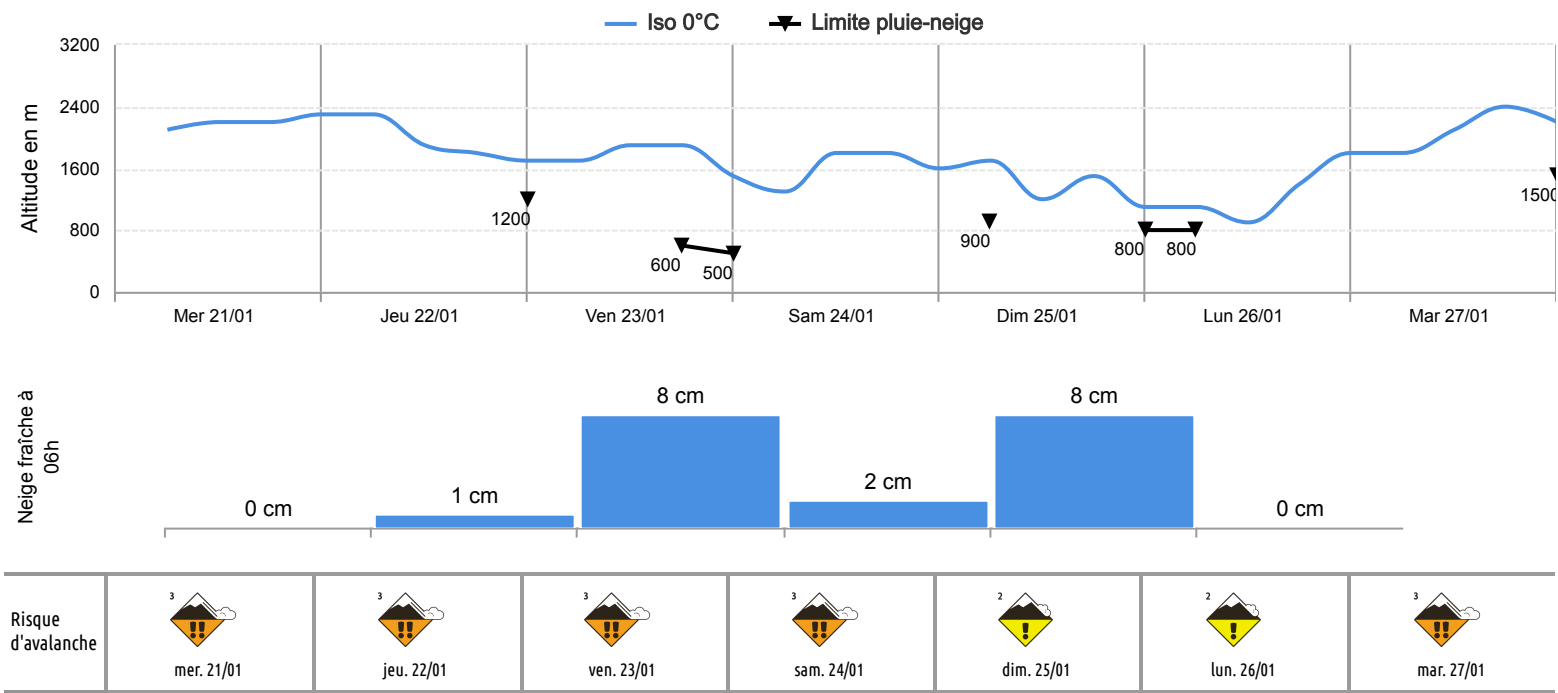 Iso 0°C Limite pluie-neige
Altitude en m
3200
2400
1600
800
0
1200
600
500
900
800
800
1500
Mer 21/01 Jeu 22/01 Ven 23/01 Sam 24/01 Dim 25/01 Lun 26/01 Mar 27/01
Neige fraîche à
06h
0 cm 1 cm 8 cm 2 cm 8 cm 0 cm
Risque
d'avalanche
3 3 3 3 2 2 3
!! !! !! !! ! ! !!
mer. 21/01 jeu. 22/01 ven. 23/01 sam. 24/01 dim. 25/01 lun. 26/01 mar. 27/01